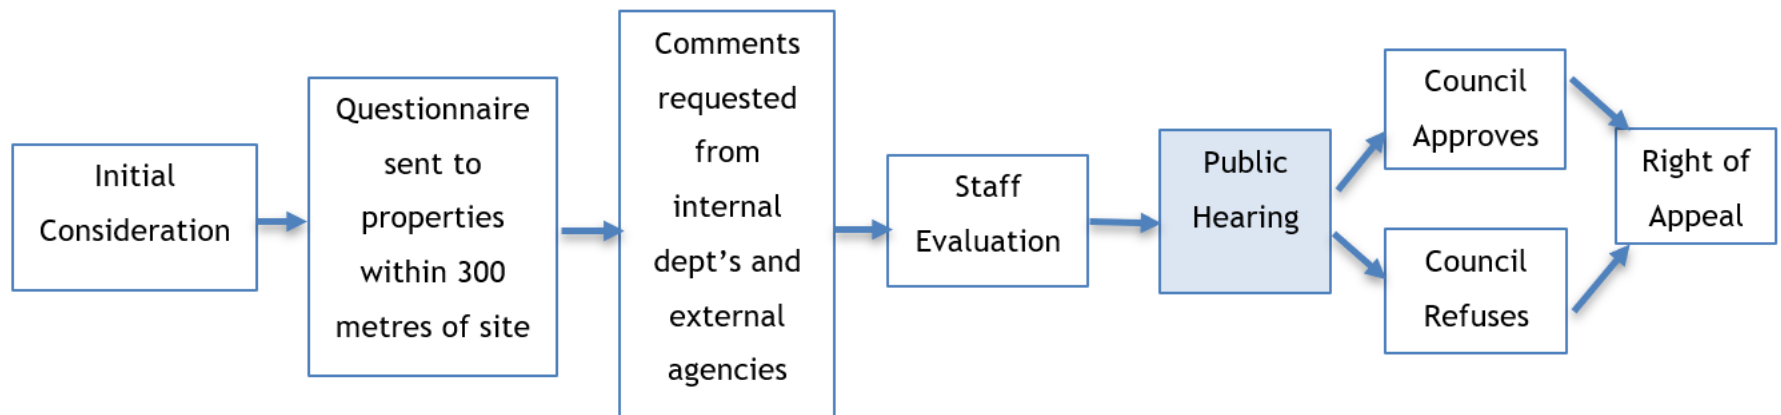 Initial
Consideration
Questionnaire
sent to
properties
within 300
metres of site
Comments
requested
from
internal
dept’s and
external
agencies
Staff
Evaluation
Public
Hearing
Council
Approves
Council
Refuses
Right of
Appeal